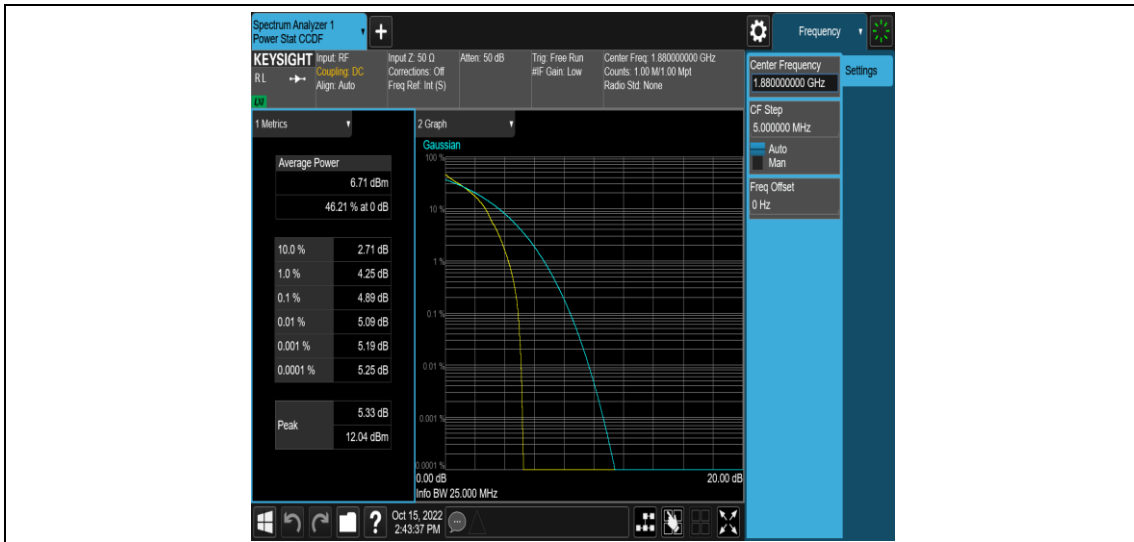 Spectrum Analyzer 1
Power Stat CCDF
Frequency
KEYSIGHT
RL
LXI
Input: RF
Coupling: DC
Align: Auto
Input Z: 50 Ω
Corrections: Off
Freq Ref: Int (S)
Atten: 50 dB
Trig: Free Run
#IF Gain: Low
Center Freq: 1.880000000 GHz
Counts: 1.00 M/1.00 Mpt
Radio Std: None
Center Frequency
1.880000000 GHz
Settings
CF Step
5.000000 MHz
Auto
Man
Freq Offset
0 Hz
1 Metrics
Average Power
6.71 dBm
46.21 % at 0 dB
10.0 % 2.71 dB
1.0 % 4.25 dB
0.1 % 4.89 dB
0.01 % 5.09 dB
0.001 % 5.19 dB
0.0001 % 5.25 dB
Peak
5.33 dB
12.04 dBm
2 Graph
Gaussian
100 %
10 %
1 %
0.1 %
0.01 %
0.001 %
0.0001 %
0.00 dB 20.00 dB
Info BW 25.000 MHz
Oct 15, 2022
2:43:37 PM